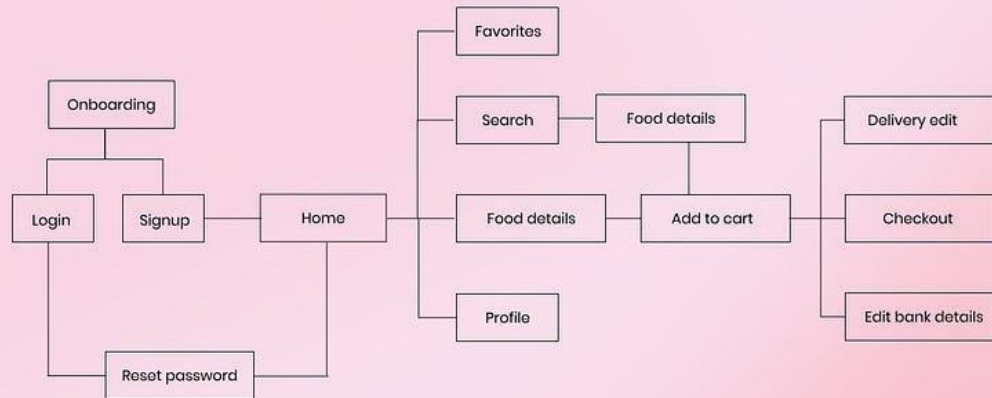 Favorites
Onboarding
Search
Food details
Delivery edit
Login
Signup
Home
Food details
Add to cart
Checkout
Profile
Edit bank details
Reset password